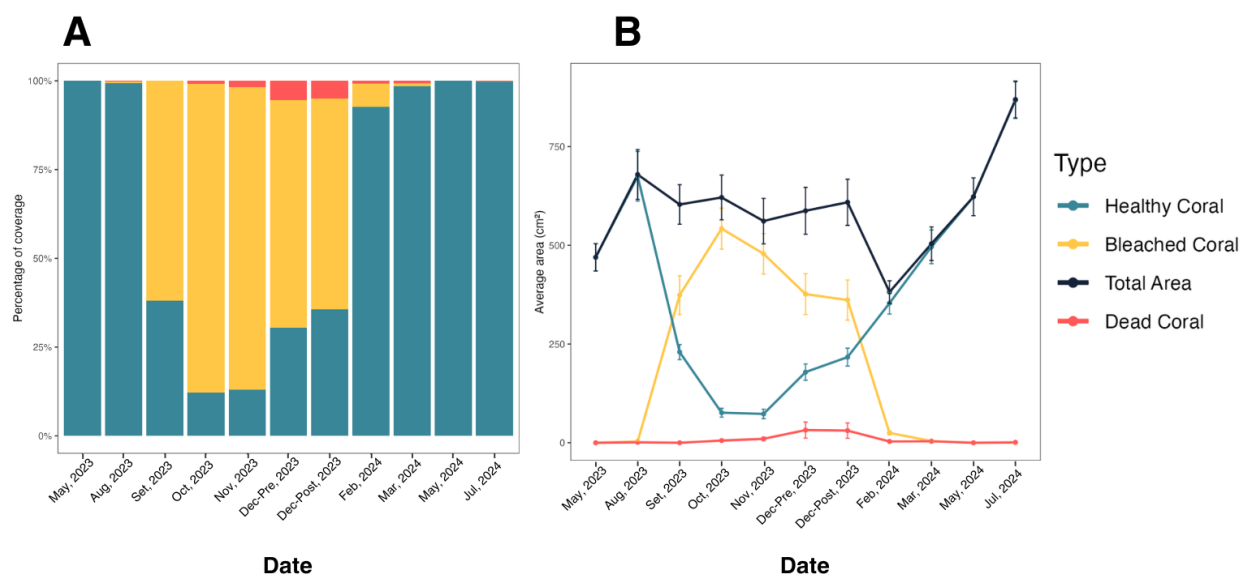 A
Percentage of coverage
100%
75%
50%
25%
0%
May, 2023
Aug, 2023
Set, 2023
Oct, 2023
Nov, 2023
Dec-Pre, 2023
Dec-Post, 2023
Feb, 2024
Mar, 2024
May, 2024
Jul, 2024
Date
B
Average area (cm²)
750
500
250
0
May, 2023
Aug, 2023
Set, 2023
Oct, 2023
Nov, 2023
Dec-Pre, 2023
Dec-Post, 2023
Feb, 2024
Mar, 2024
May, 2024
Jul, 2024
Date
Type
Healthy Coral
Bleached Coral
Total Area
Dead Coral